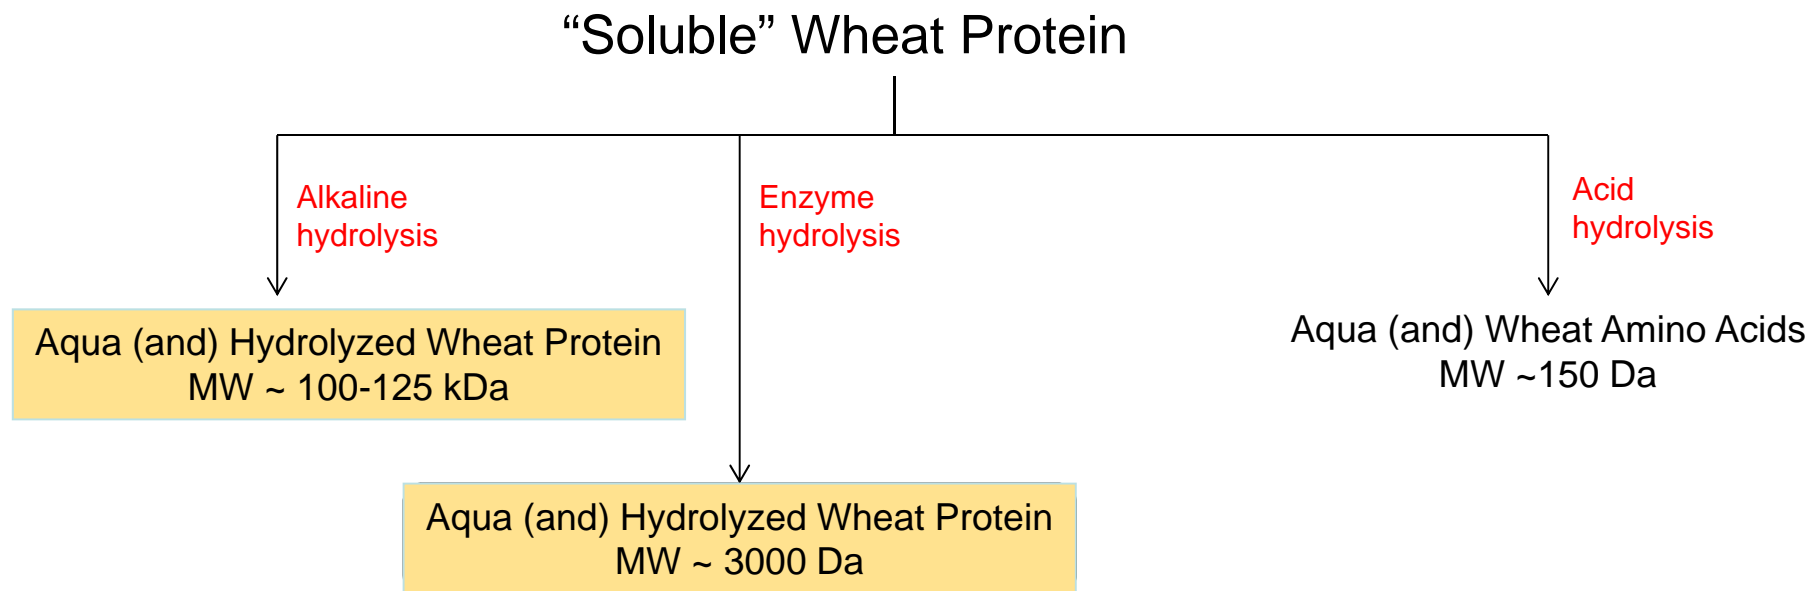 “Soluble” Wheat Protein
Alkaline
hydrolysis
Enzyme
hydrolysis
Acid
hydrolysis
Aqua (and) Hydrolyzed Wheat Protein
MW ~ 100-125 kDa
Aqua (and) Wheat Amino Acids
MW ~150 Da
Aqua (and) Hydrolyzed Wheat Protein
MW ~ 3000 Da